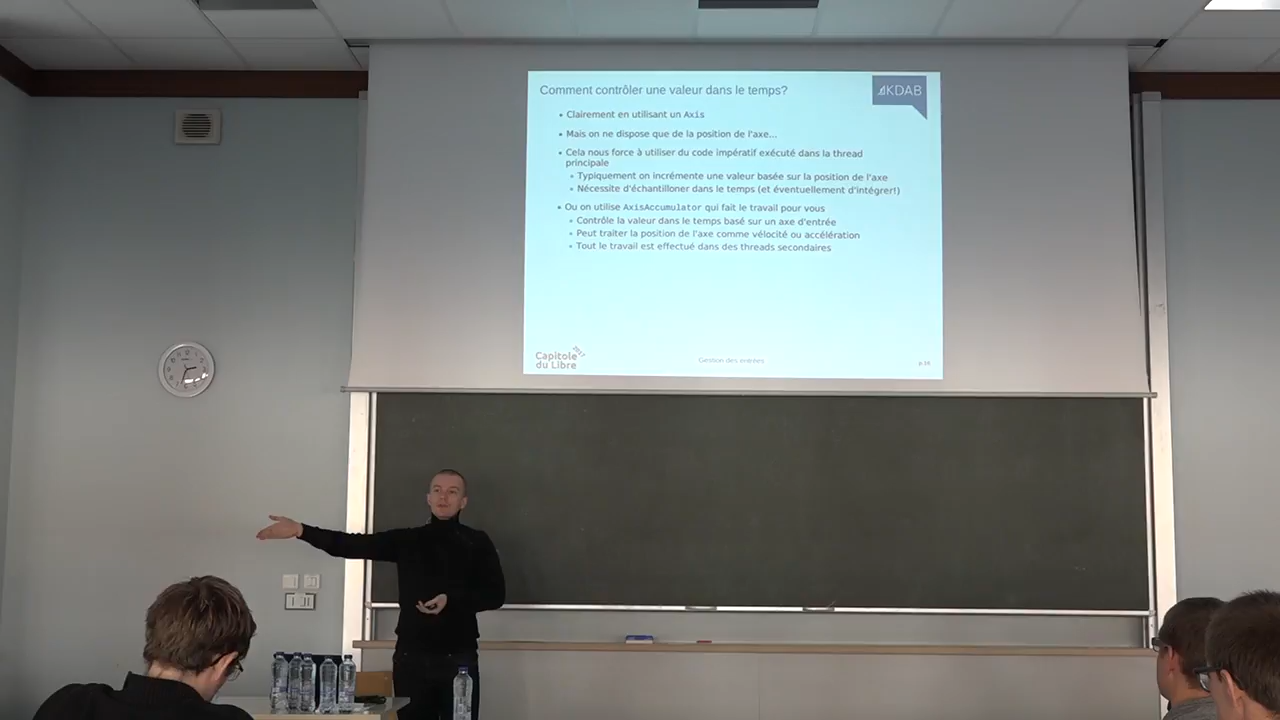 Comment contrôler une valeur dans le temps?
KDAB
Clairement en utilisant un Axis
Mais on ne dispose que de la position de l'axe...
Cela nous force à utiliser du code impératif exécuté dans la thread
principale
Typiquement on incrémente une valeur basée sur la position de l'axe
Nécessite d'échantilloner dans le temps (et éventuellement d'intégrer!)
Ou on utilise AxisAccumulator qui fait le travail pour vous
Contrôle la valeur dans le temps basé sur un axe d'entrée
Peut traiter la position de l'axe comme vélocité ou accélération
Tout le travail est effectué dans des threads secondaires
Capitole 2017
du Libre
Gestion des entrées